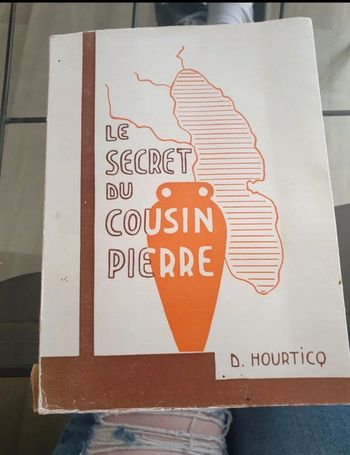 LE
SECRET
DU
COUSIN
PIERRE
D. HOURTICQ